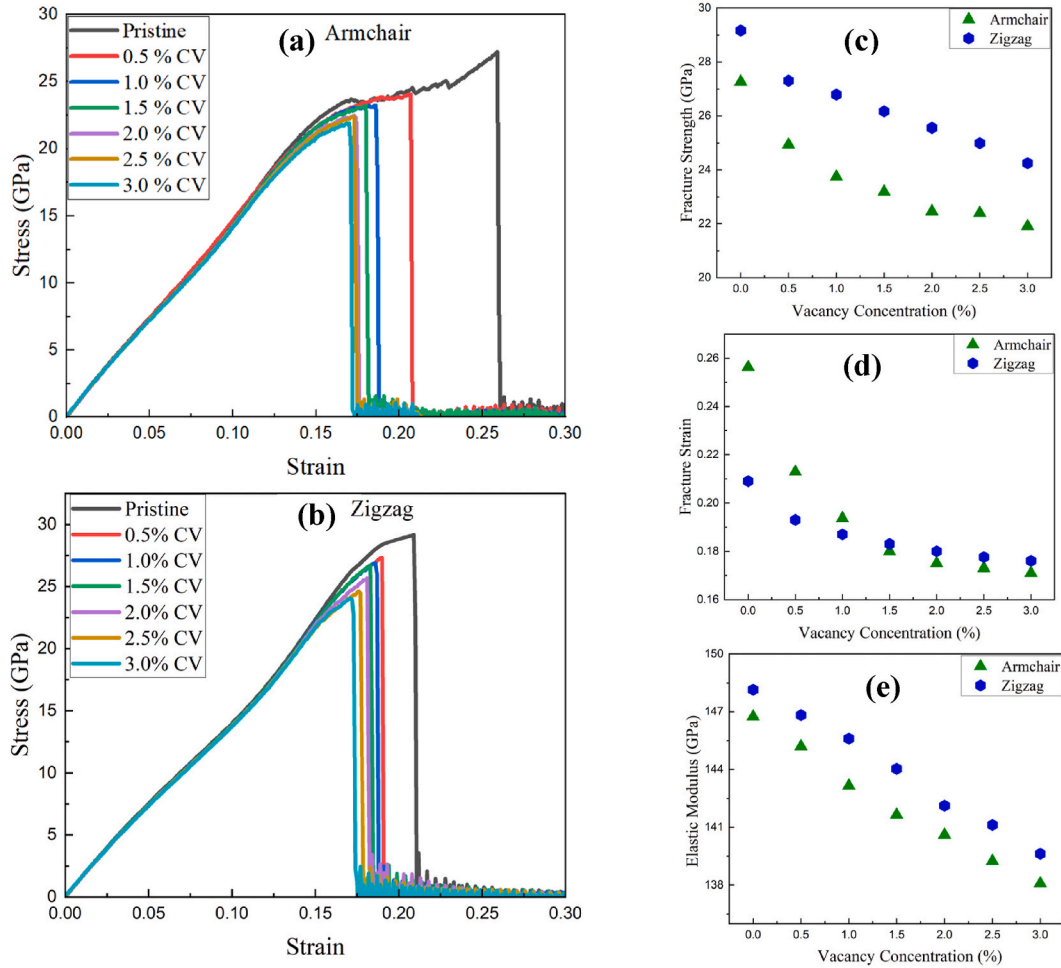 (a)
Armchair
Pristine
0.5 % CV
1.0 % CV
1.5 % CV
2.0 % CV
2.5 % CV
3.0 % CV
30
25
20
15
10
5
0
Stress (GPa)
0.00 0.05 0.10 0.15 0.20 0.25 0.30
Strain
(b)
Zigzag
Pristine
0.5% CV
1.0% CV
1.5% CV
2.0% CV
2.5% CV
3.0% CV
30
25
20
15
10
5
0
Stress (GPa)
0.00 0.05 0.10 0.15 0.20 0.25 0.30
Strain
(c)
Armchair
Zigzag
30
28
26
24
22
20
Fracture Strength (GPa)
0.0 0.5 1.0 1.5 2.0 2.5 3.0
Vacancy Concentration (%)
(d)
Armchair
Zigzag
0.26
0.24
0.22
0.20
0.18
0.16
Fracture Strain
0.0 0.5 1.0 1.5 2.0 2.5 3.0
Vacancy Concentration (%)
(e)
Armchair
Zigzag
150
147
144
141
138
Elastic Modulus (GPa)
0.0 0.5 1.0 1.5 2.0 2.5 3.0
Vacancy Concentration (%)